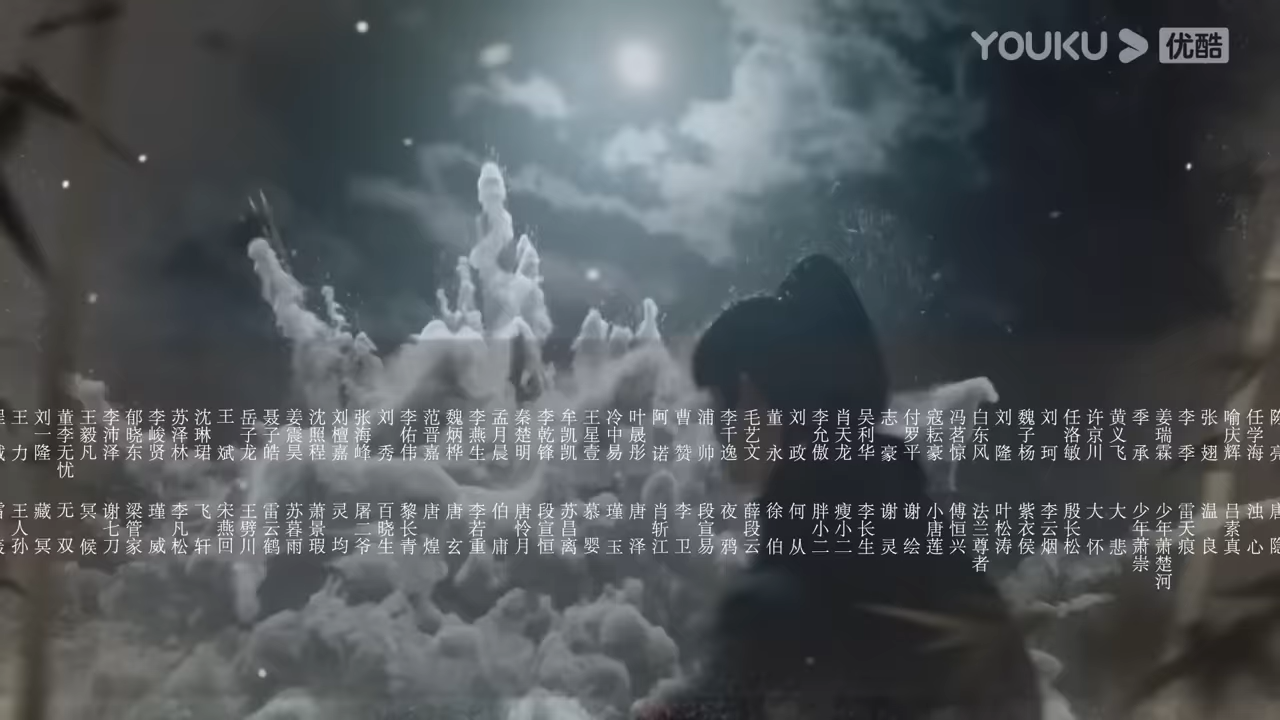 YOUKU 优酷
任学海
喻庆辉
张翅
李季
姜瑞霖
季承
黄义飞
许京川
任洛敏
刘珂
魏子杨
刘隆
白东风
冯茗惊
寇耘豪
付罗平
志豪
吴利华
肖天龙
李允傲
刘政
董永
毛艺文
李千逸
浦帅
曹赞
阿诺
叶晟彤
冷中易
王星壹
牟凯凯
李乾锋
秦楚明
孟月晨
李燕生
魏炳桦
范晋嘉
李佑伟
刘秀
张海峰
刘檀嘉
沈照程
姜震昊
聂子皓
岳子龙
王斌
沈琳珺
苏泽林
李峻贤
郁晓东
李沛泽
王毅凡
董李无忧
刘一隆
王力
浊心
吕素真
温良
雷天痕
少年萧楚河
少年萧崇
大悲
大怀
殷长松
李云烟
紫衣侯
叶松涛
法兰尊者
傅恒兴
小唐莲
谢绘
谢灵
李长生
瘦小二
胖小二
何从
徐伯
薛段云
夜鸦
段宣易
李卫
肖斩江
唐泽
瑾玉
慕婴
苏昌离
段宣恒
唐怜月
伯庸
李若重
唐玄
唐煌
黎长青
百晓生
屠二爷
灵均
萧景瑕
苏暮雨
雷云鹤
王劈川
宋燕回
飞轩
李凡松
瑾威
梁管家
谢七刀
冥候
无双
藏冥
王人孙